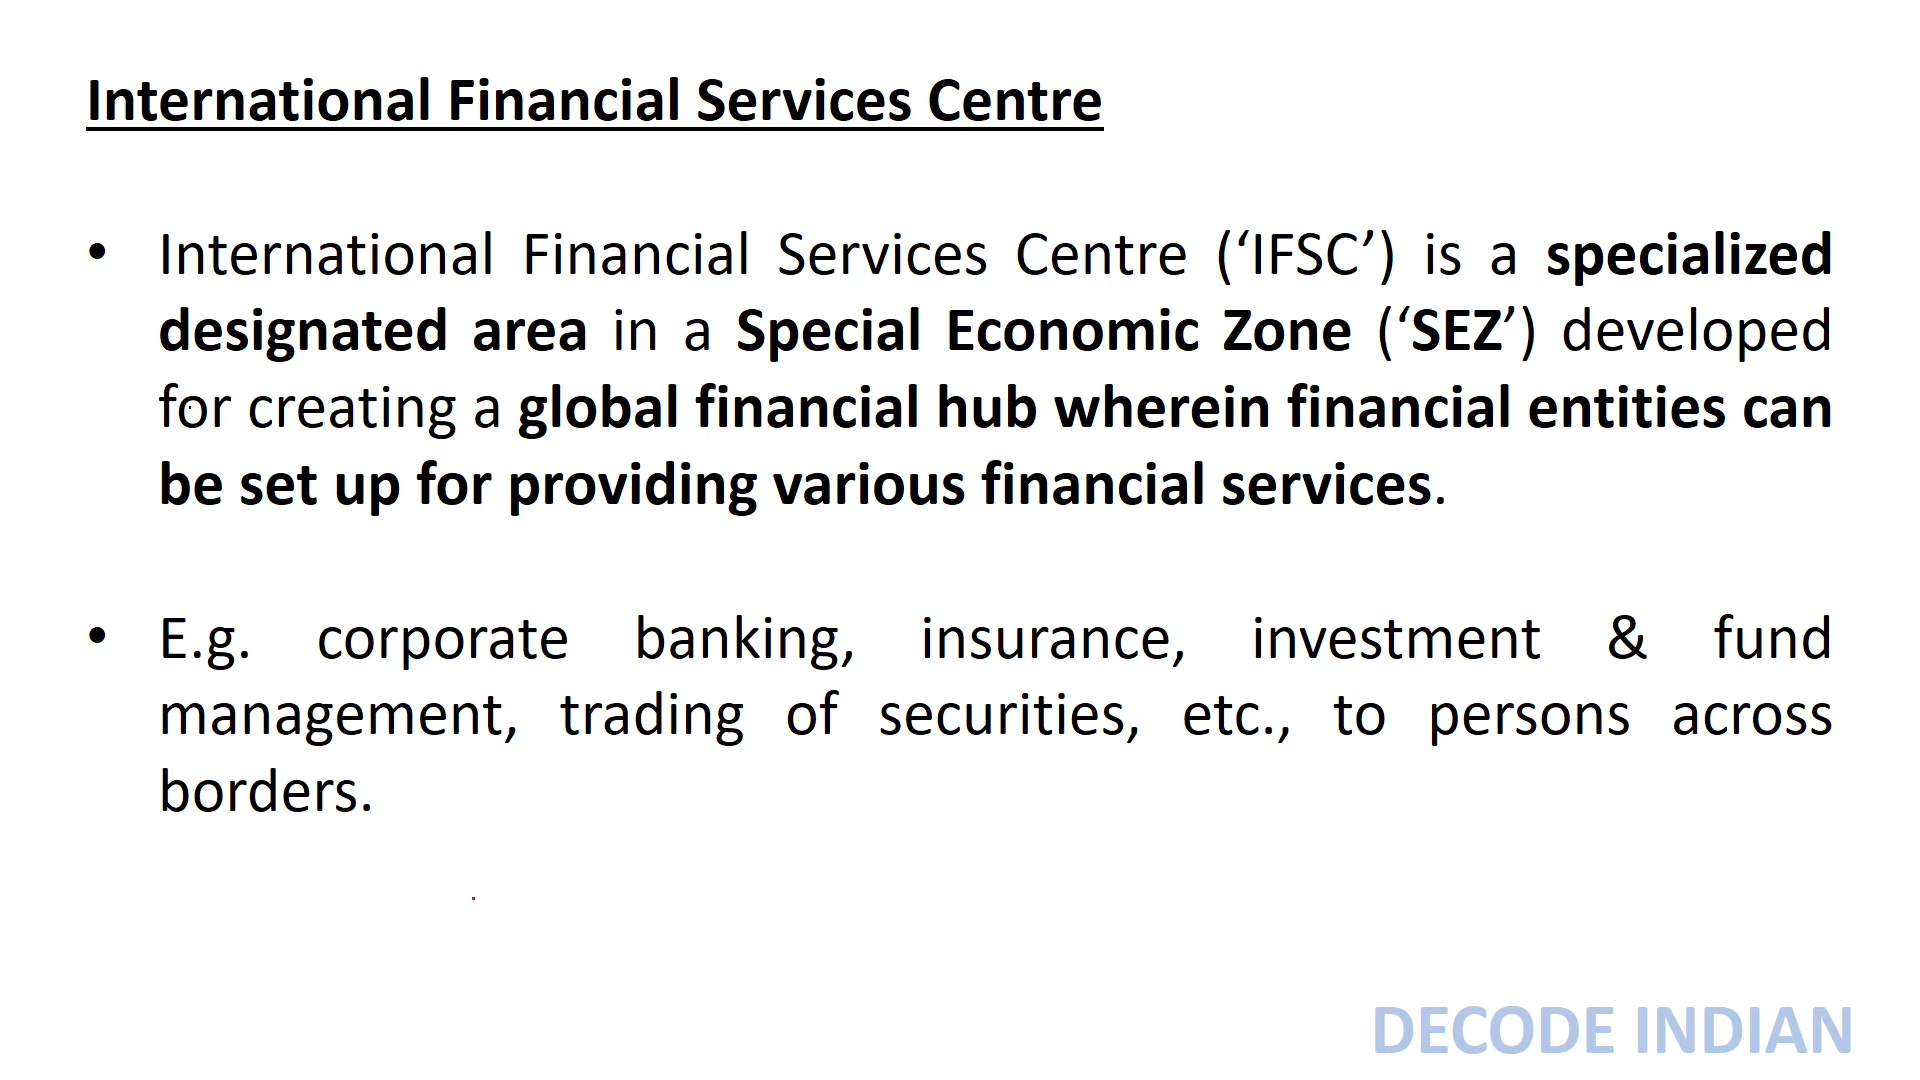 International Financial Services Centre
• International Financial Services Centre (‘IFSC’) is a specialized
designated area in a Special Economic Zone (‘SEZ’) developed
for creating a global financial hub wherein financial entities can
be set up for providing various financial services.
• E.g. corporate banking, insurance, investment & fund
management, trading of securities, etc., to persons across
borders.
DECODE INDIAN